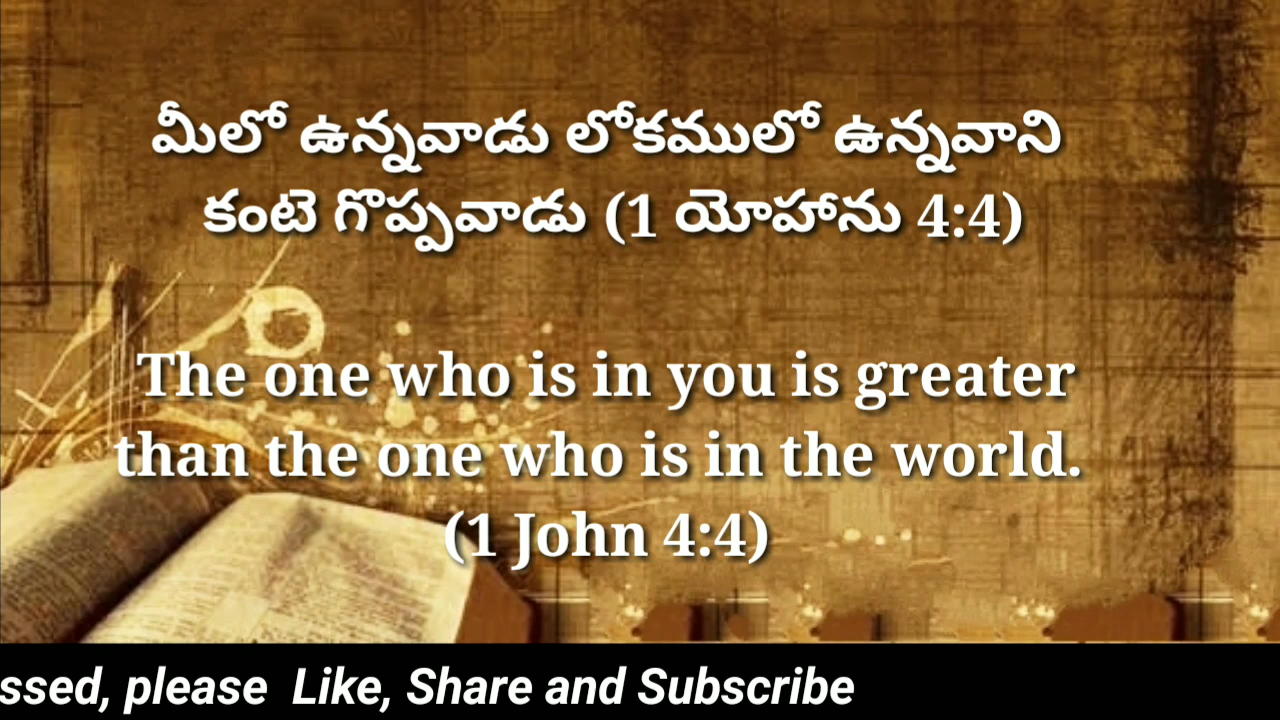 మీలో ఉన్నవాడు లోకములో ఉన్నవాని
కంటె గొప్పవాడు (1 యోహాను 4:4)
The one who is in you is greater
than the one who is in the world.
(1 John 4:4)
ssed, please Like, Share and Subscribe